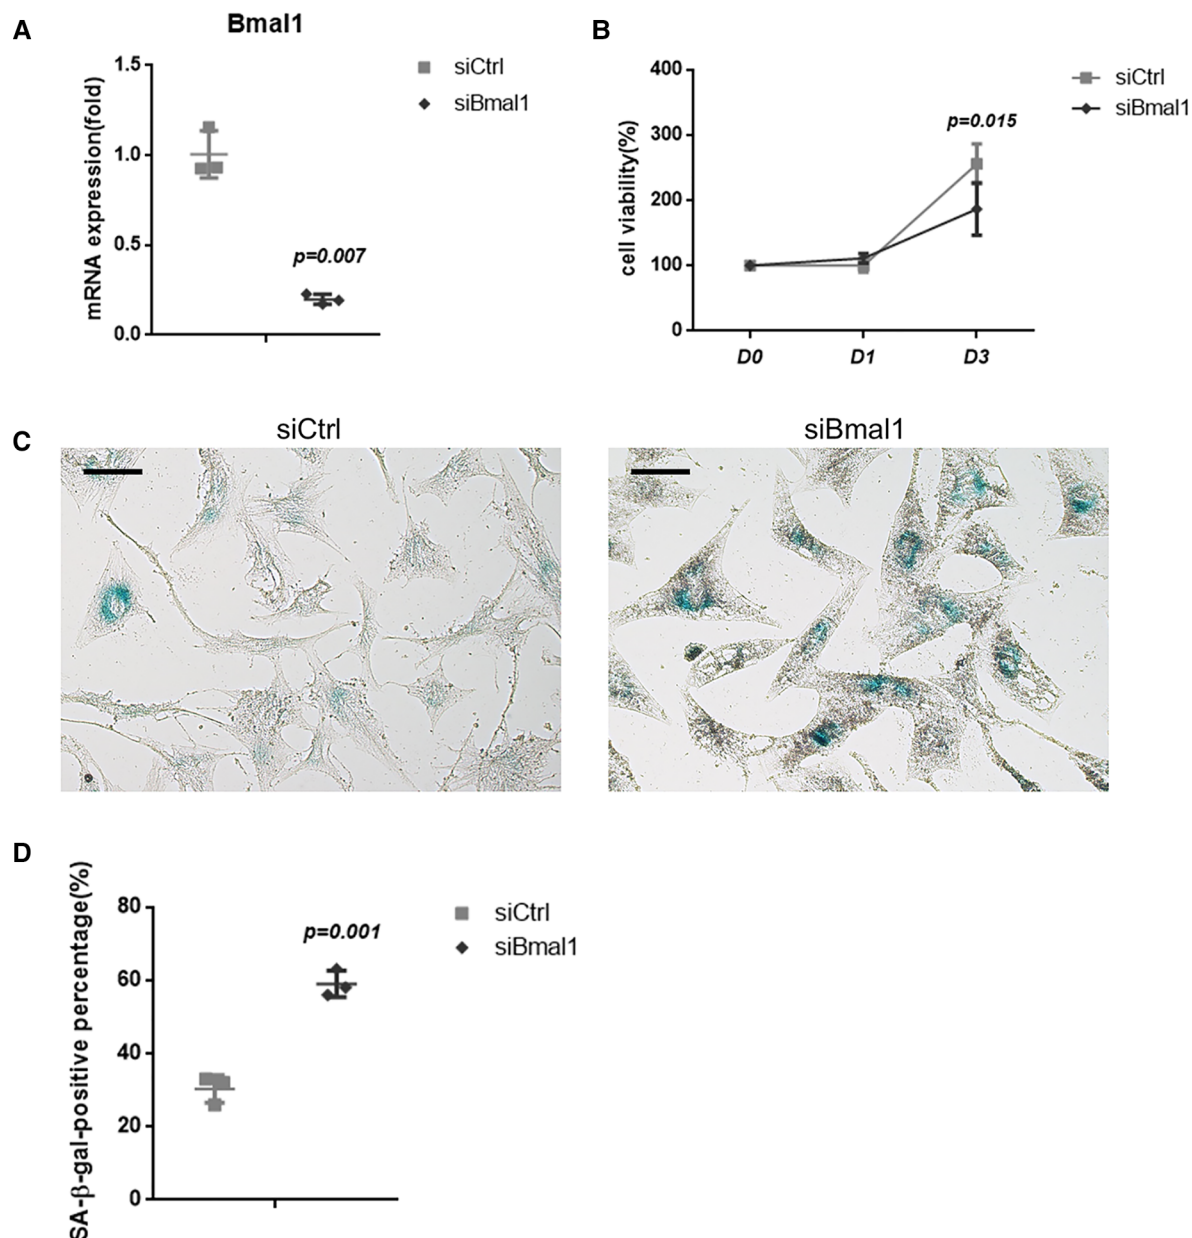 A
Bmal1
mRNA expression(fold)
1.5
1.0
0.5
0.0
p=0.007
siCtrl
siBmal1
B
cell viability(%)
400
300
200
100
0
p=0.015
D0 D1 D3
siCtrl
siBmal1
C
siCtrl
siBmal1
D
SA-β-gal-positive percentage(%)
80
60
40
20
0
p=0.001
siCtrl
siBmal1